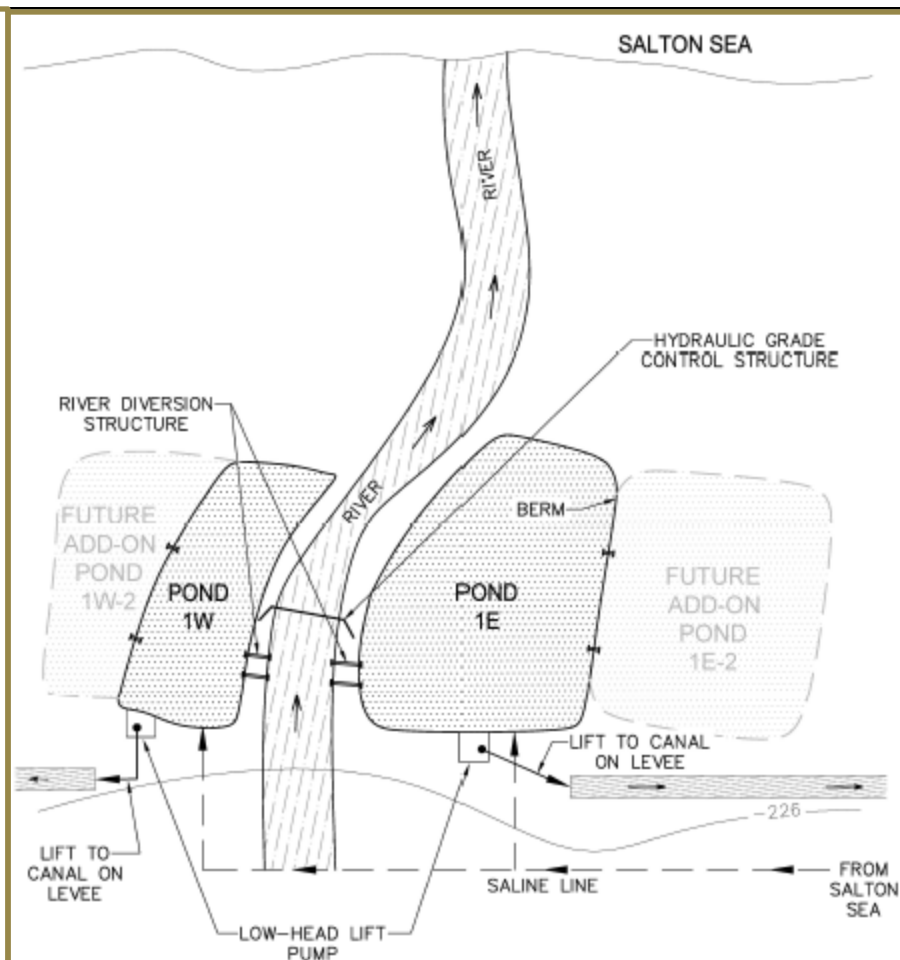 SALTON SEA
RIVER
HYDRAULIC GRADE
CONTROL STRUCTURE
RIVER DIVERSION
STRUCTURE
RIVER
BERM
FUTURE
ADD-ON
POND
1W-2
POND
1W
POND
1E
FUTURE
ADD-ON
POND
1E-2
LIFT TO CANAL
ON LEVEE
-226
LIFT TO
CANAL ON
LEVEE
SALINE LINE
FROM
SALTON
SEA
LOW-HEAD LIFT
PUMP